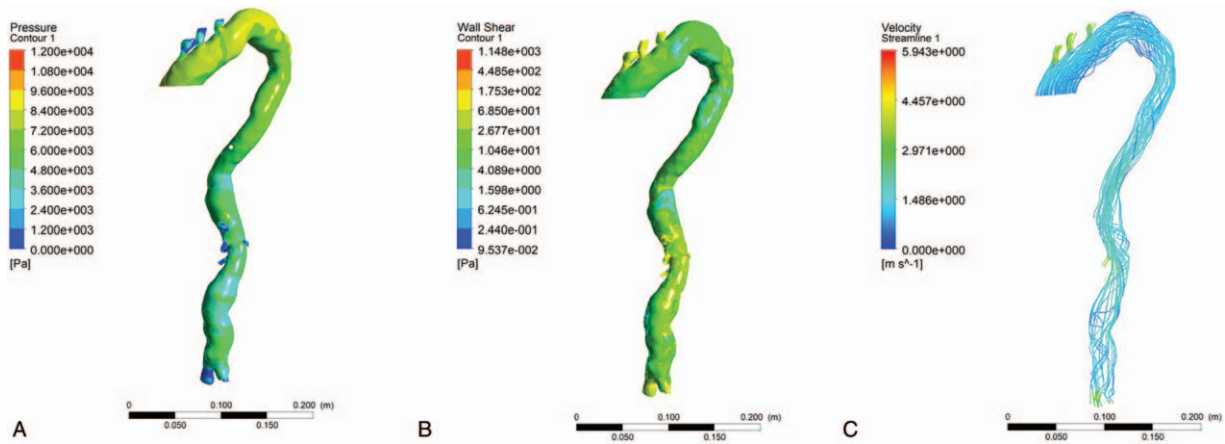 Pressure
Contour 1
1.200e+004
1.080e+004
9.600e+003
8.400e+003
7.200e+003
6.000e+003
4.800e+003
3.600e+003
2.400e+003
1.200e+003
0.000e+000
[Pa]
0 0.100 0.200 (m)
0.050 0.150
A
Wall Shear
Contour 1
1.148e+003
4.485e+002
1.753e+002
6.850e+001
2.677e+001
1.046e+001
4.089e+000
1.598e+000
6.245e-001
2.440e-001
9.537e-002
[Pa]
0 0.100 0.200 (m)
0.050 0.150
B
Velocity
Streamline 1
5.943e+000
4.457e+000
2.971e+000
1.486e+000
0.000e+000
[m s^-1]
0 0.100 0.200 (m)
0.050 0.150
C